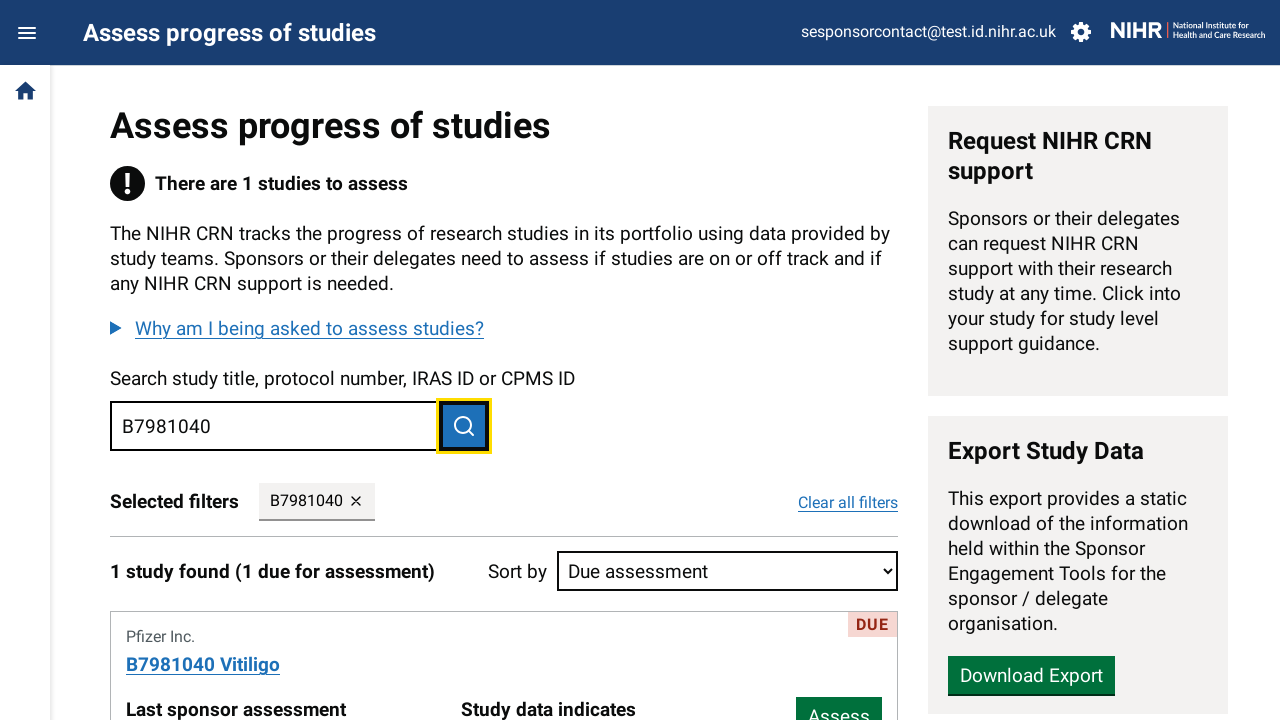 Assess progress of studies
sesponsorcontact@test.id.nihr.ac.uk
NIHR
National Institute for
Health and Care Research
Assess progress of studies
There are 1 studies to assess
The NIHR CRN tracks the progress of research studies in its portfolio using data provided by
study teams. Sponsors or their delegates need to assess if studies are on or off track and if
any NIHR CRN support is needed.
Why am I being asked to assess studies?
Search study title, protocol number, IRAS ID or CPMS ID
B7981040
Selected filters
B7981040
Clear all filters
1 study found (1 due for assessment)
Sort by
Due assessment
DUE
Pfizer Inc.
B7981040 Vitiligo
Last sponsor assessment
Study data indicates
Assess
Request NIHR CRN
support
Sponsors or their delegates
can request NIHR CRN
support with their research
study at any time. Click into
your study for study level
support guidance.
Export Study Data
This export provides a static
download of the information
held within the Sponsor
Engagement Tools for the
sponsor / delegate
organisation.
Download Export